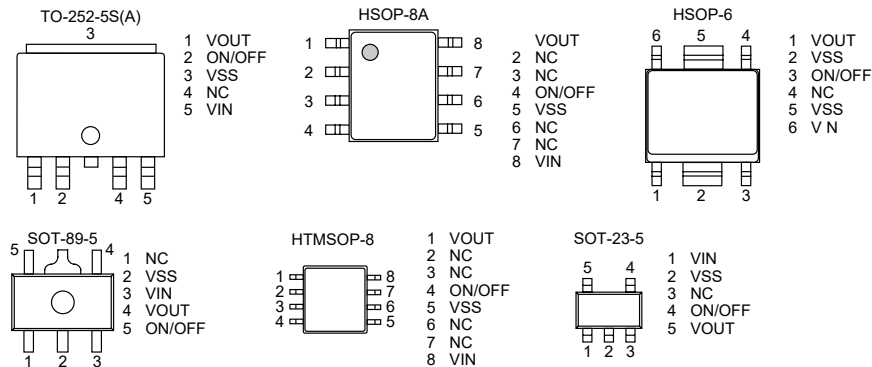 TO-252-5S(A)
3
1 2 4 5
1 VOUT
2 ON/OFF
3 VSS
4 NC
5 VIN
HSOP-8A
1 8
2 7
3 6
4 5
VOUT
2 NC
3 NC
4 ON/OFF
5 VSS
6 NC
7 NC
8 VIN
HSOP-6
6 5 4
1 2 3
1 VOUT
2 VSS
3 ON/OFF
4 NC
5 VSS
6 V N
SOT-89-5
5 4
1 2 3
1 NC
2 VSS
3 VIN
4 VOUT
5 ON/OFF
HTMSOP-8
1 8
2 7
3 6
4 5
1 VOUT
2 NC
3 NC
4 ON/OFF
5 VSS
6 NC
7 NC
8 VIN
SOT-23-5
5 4
1 2 3
1 VIN
2 VSS
3 NC
4 ON/OFF
5 VOUT